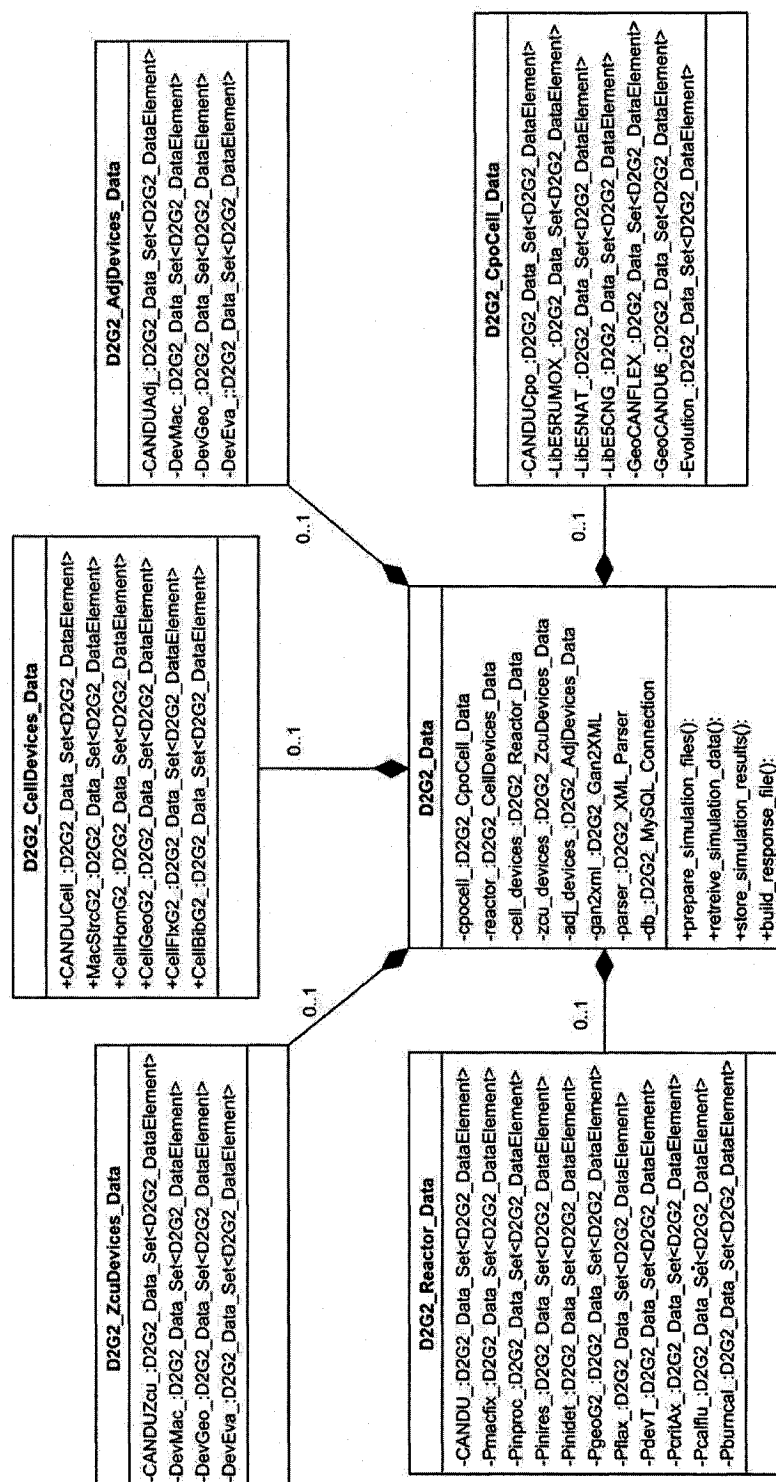 D2G2_ZcuDevices_Data
-CANDUZcu_:D2G2_Data_Set<D2G2_DataElement>
-DevMac_:D2G2_Data_Set<D2G2_DataElement>
-DevGeo_:D2G2_Data_Set<D2G2_DataElement>
-DevEva_:D2G2_Data_Set<D2G2_DataElement>
0..1
D2G2_CellDevices_Data
+CANDUCell_:D2G2_Data_Set<D2G2_DataElement>
+MacStrcG2_:D2G2_Data_Set<D2G2_DataElement>
+CellHomG2_:D2G2_Data_Set<D2G2_DataElement>
+CellGeoG2_:D2G2_Data_Set<D2G2_DataElement>
+CellFlxG2_:D2G2_Data_Set<D2G2_DataElement>
+CellBibG2_:D2G2_Data_Set<D2G2_DataElement>
0..1
D2G2_AdjDevices_Data
-CANDUAdj_:D2G2_Data_Set<D2G2_DataElement>
-DevMac_:D2G2_Data_Set<D2G2_DataElement>
-DevGeo_:D2G2_Data_Set<D2G2_DataElement>
-DevEva_::D2G2_Data_Set<D2G2_DataElement>
0..1
D2G2_Reactor_Data
-CANDU_:D2G2_Data_Set<D2G2_DataElement>
-Pmacfix_:D2G2_Data_Set<D2G2_DataElement>
-Pinproc_:D2G2_Data_Set<D2G2_DataElement>
-Pinires_:D2G2_Data_Set<D2G2_DataElement>
-Pinidet_:D2G2_Data_Set<D2G2_DataElement>
-PgeoG2_:D2G2_Data_Set<D2G2_DataElement>
-Pflax_:D2G2_Data_Set<D2G2_DataElement>
-PdevT_:D2G2_Data_Set<D2G2_DataElement>
-PcritAx_:D2G2_Data_Set<D2G2_DataElement>
-Pcalflu_:D2G2_Data_Set<D2G2_DataElement>
-Pburncal_:D2G2_Data_Set<D2G2_DataElement>
0..1
D2G2_Data
-cpocell_:D2G2_CpoCell_Data
-reactor_:D2G2_CellDevices_Data
-cell_devices_:D2G2_Reactor_Data
-zcu_devices_:D2G2_ZcuDevices_Data
-adj_devices_:D2G2_AdjDevices_Data
-gan2xml_:D2G2_Gan2XML
-parser_:D2G2_XML_Parser
-db_:D2G2_MySQL_Connection
+prepare_simulation_files();
+retreive_simulation_data();
+store_simulation_results();
+build_response_file();
0..1
D2G2_CpoCell_Data
-CANDUCpo_:D2G2_Data_Set<D2G2_DataElement>
-LibE5RUMOX_:D2G2_Data_Set<D2G2_DataElement>
-LibE5NAT_:D2G2_Data_Set<D2G2_DataElement>
-LibE5CNG_:D2G2_Data_Set<D2G2_DataElement>
-GeoCANFLEX_:D2G2_Data_Set<D2G2_DataElement>
-GeoCANDU6_:D2G2_Data_Set<D2G2_DataElement>
-Evolution_:D2G2_Data_Set<D2G2_DataElement>